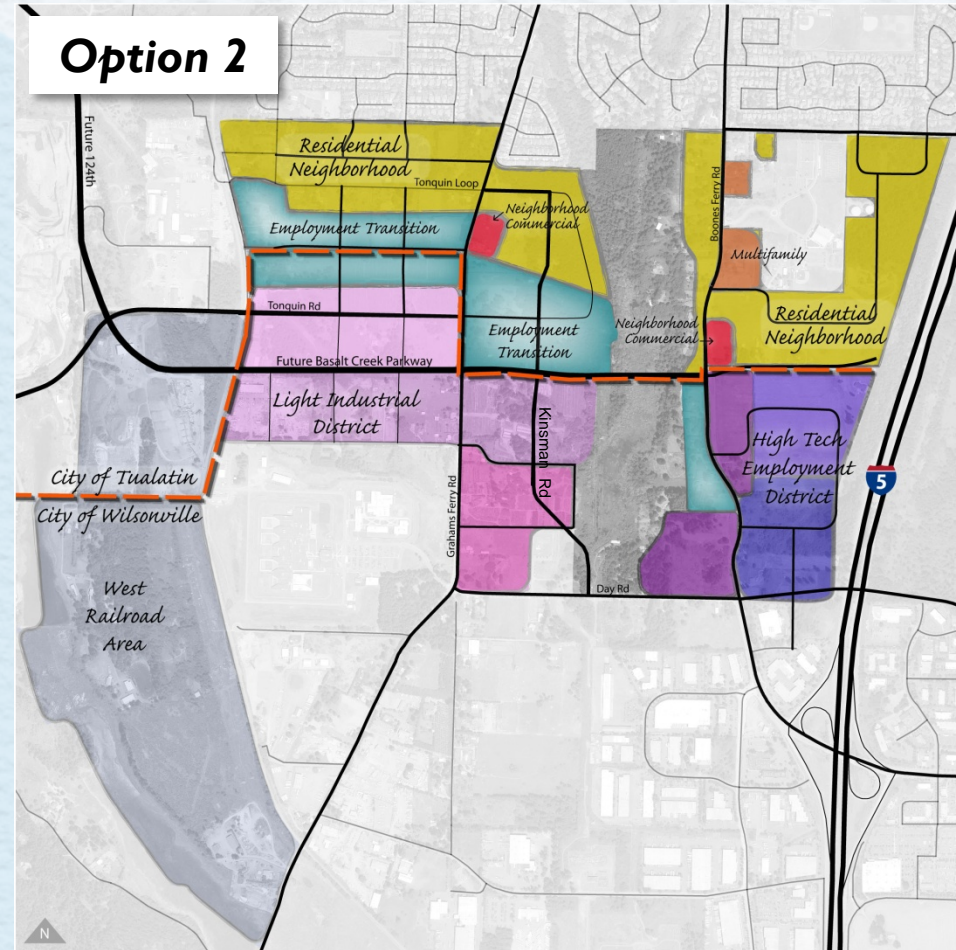 Option 2
Future 124th
Residential
Neighborhood
Tonquin Loop
Neighborhood
Commercial
Employment Transition
Boones Ferry Rd
Multifamily
Tonquin Rd
Employment
Transition
Neighborhood
Commercial
Residential
Neighborhood
Future Basalt Creek Parkway
Light Industrial
District
Kinsman Rd
High Tech
Employment
District
5
City of Tualatin
City of Wilsonville
Grahams Ferry Rd
West
Railroad
Area
Day Rd
N